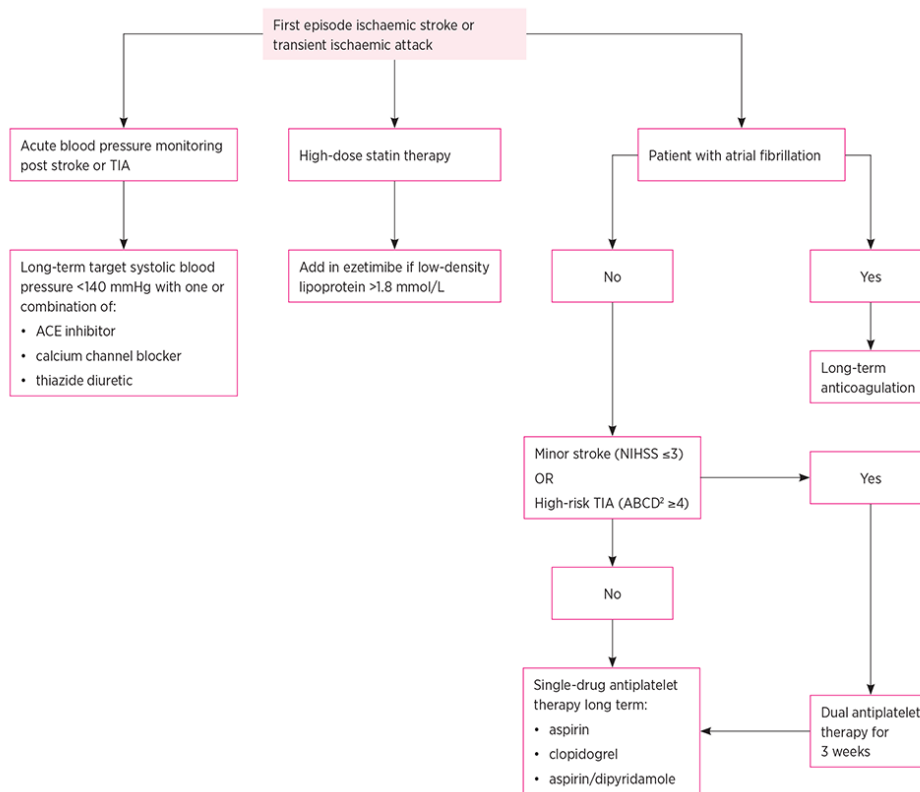 First episode ischaemic stroke or
transient ischaemic attack
Acute blood pressure monitoring
post stroke or TIA
High-dose statin therapy
Patient with atrial fibrillation
Long-term target systolic blood
pressure <140 mmHg with one or
combination of:
• ACE inhibitor
• calcium channel blocker
• thiazide diuretic
Add in ezetimibe if low-density
lipoprotein >1.8 mmol/L
No
Yes
Long-term
anticoagulation
Minor stroke (NIHSS ≤3)
OR
High-risk TIA (ABCD² ≥4)
Yes
No
Single-drug antiplatelet
therapy long term:
• aspirin
• clopidogrel
• aspirin/dipyridamole
Dual antiplatelet
therapy for
3 weeks